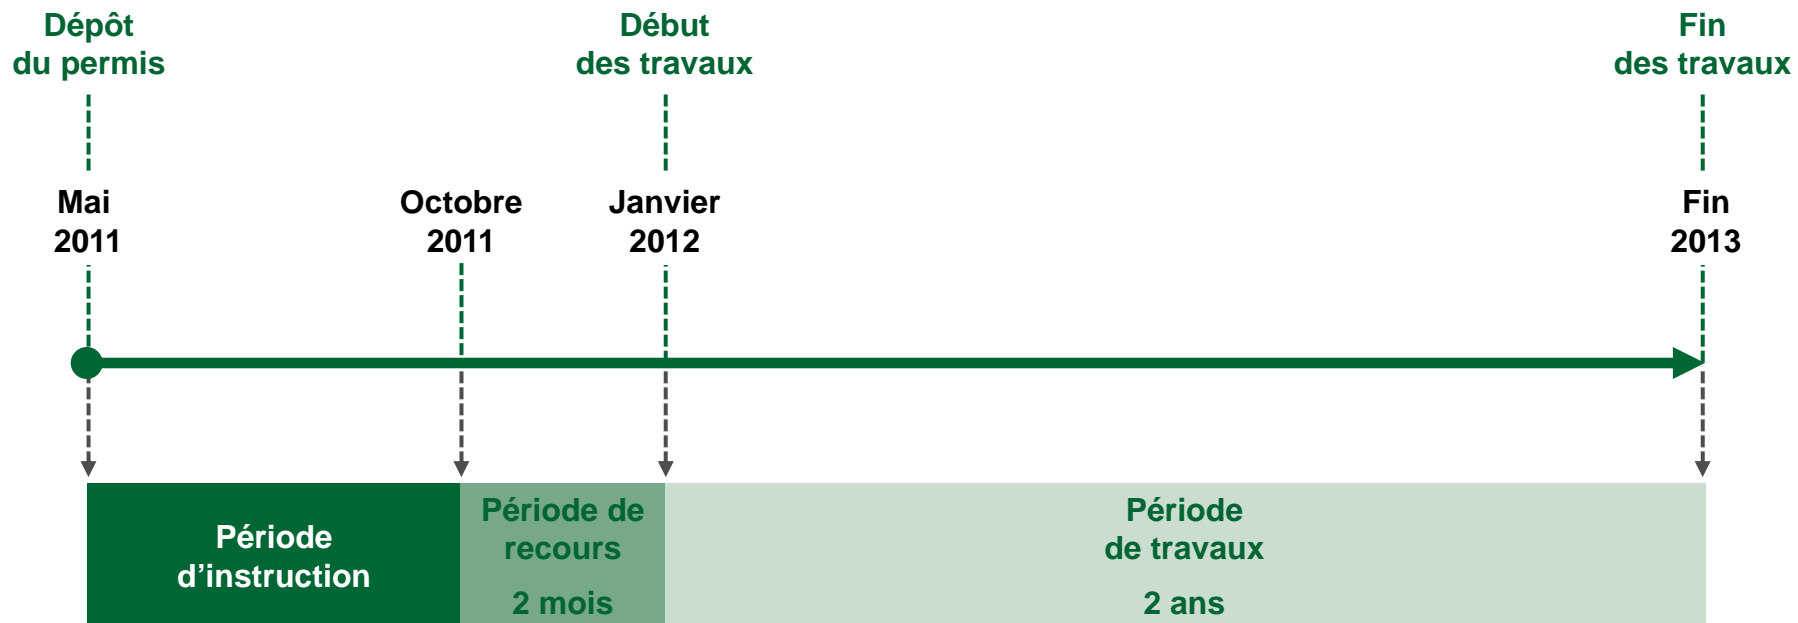 Dépôt
du permis
Début
des travaux
Fin
des travaux
Mai
2011
Octobre
2011
Janvier
2012
Fin
2013
Période
d’instruction
Période de
recours
2 mois
Période
de travaux
2 ans